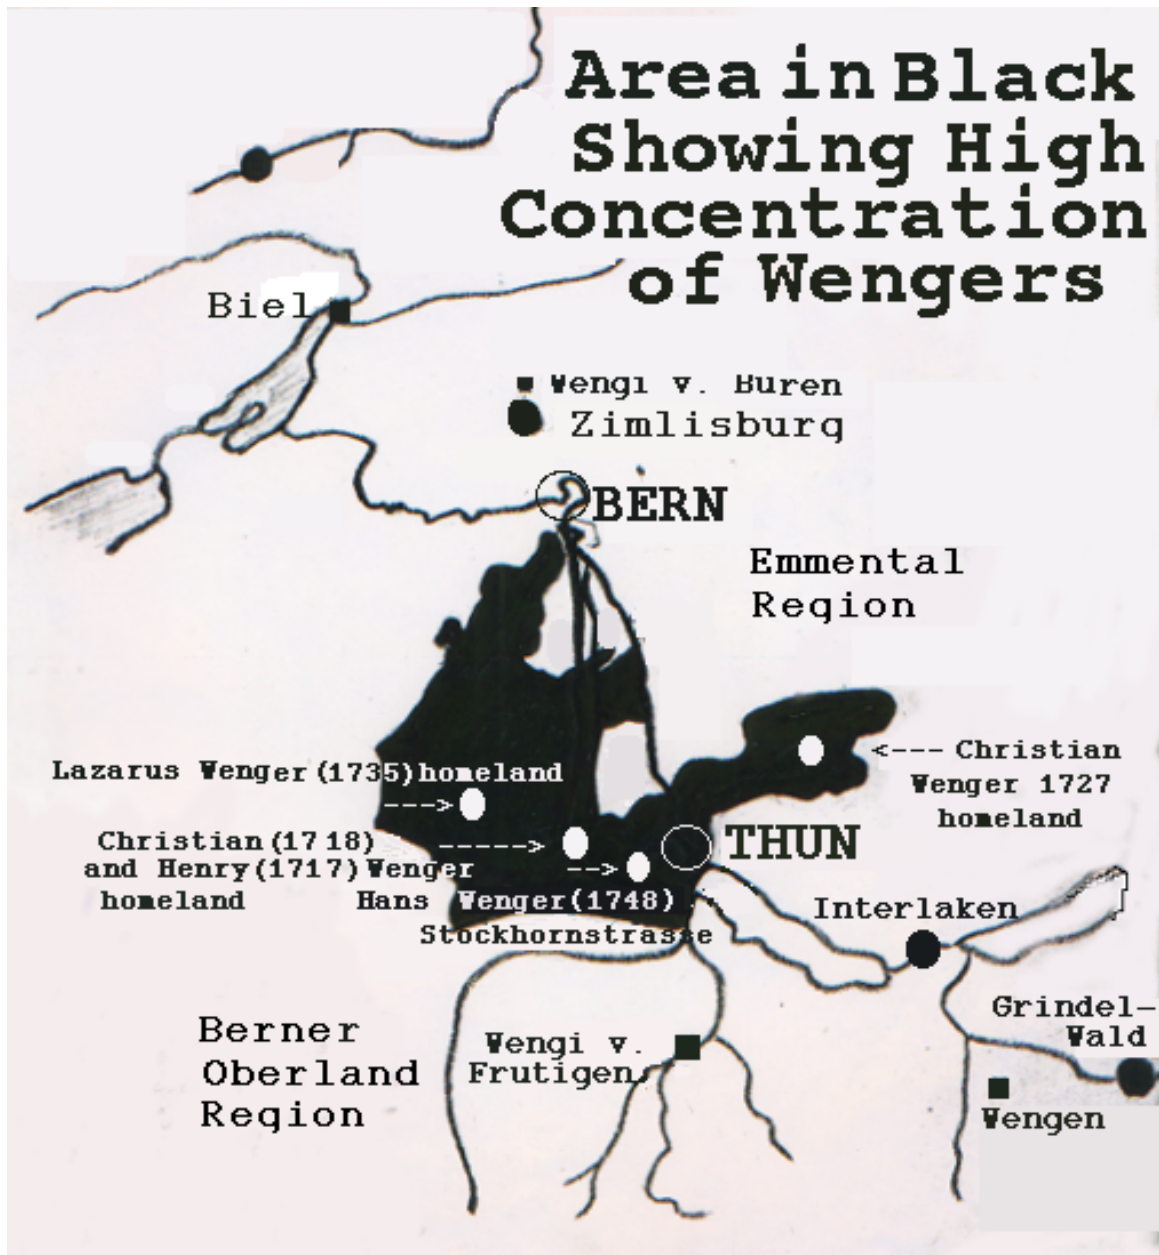 Area in Black
Showing High
Concentration
of Wengers
Biel
Wengi v. Buren
Zimlisburg
BERN
Emmental
Region
Lazarus Wenger (1735) homeland
--->
<--- Christian
Wenger 1727
homeland
Christian (1718)
----->
and Henry (1717) Wenger
-->
homeland
THUN
Hans Wenger (1748)
Stockhornstrasse
Interlaken
Grindel-
Wald
Berner
Oberland
Region
Wengi v.
Frutigen
Wengen